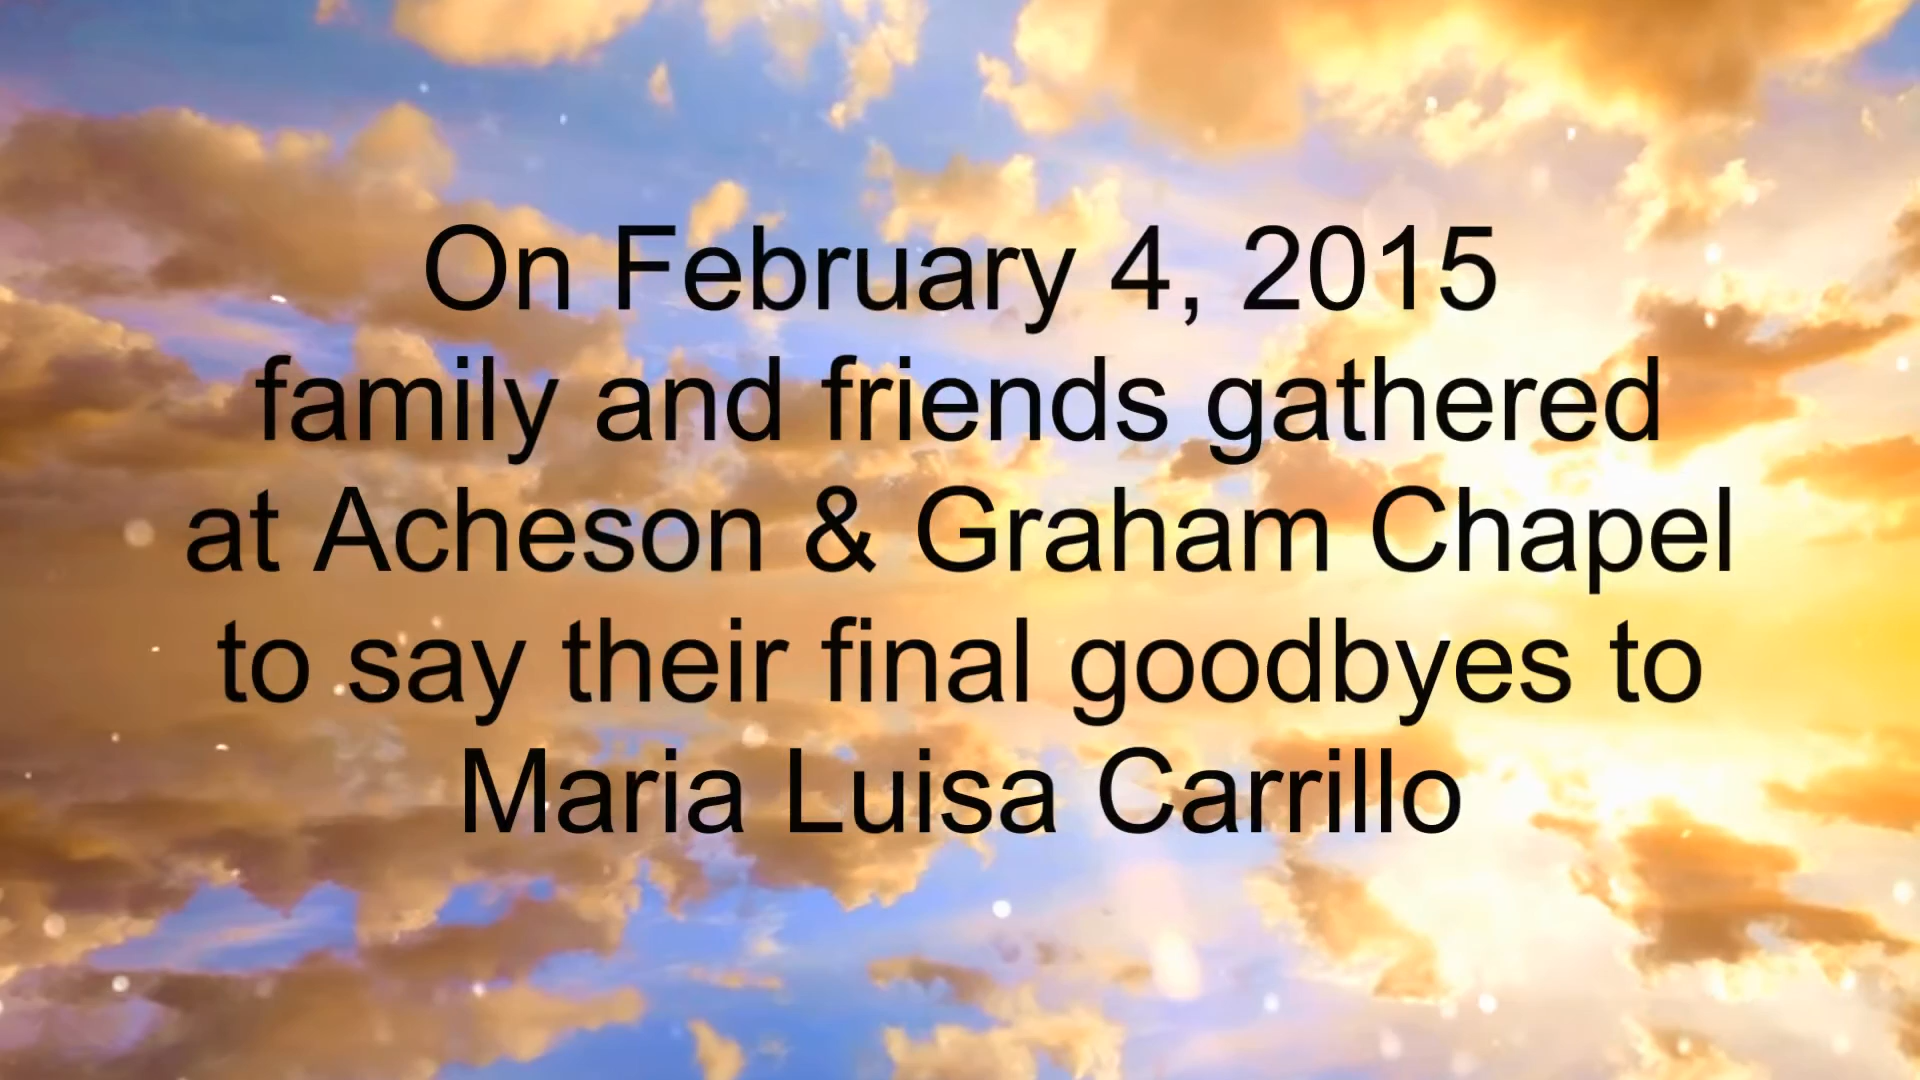 On February 4, 2015
family and friends gathered
at Acheson & Graham Chapel
to say their final goodbyes to
Maria Luisa Carrillo